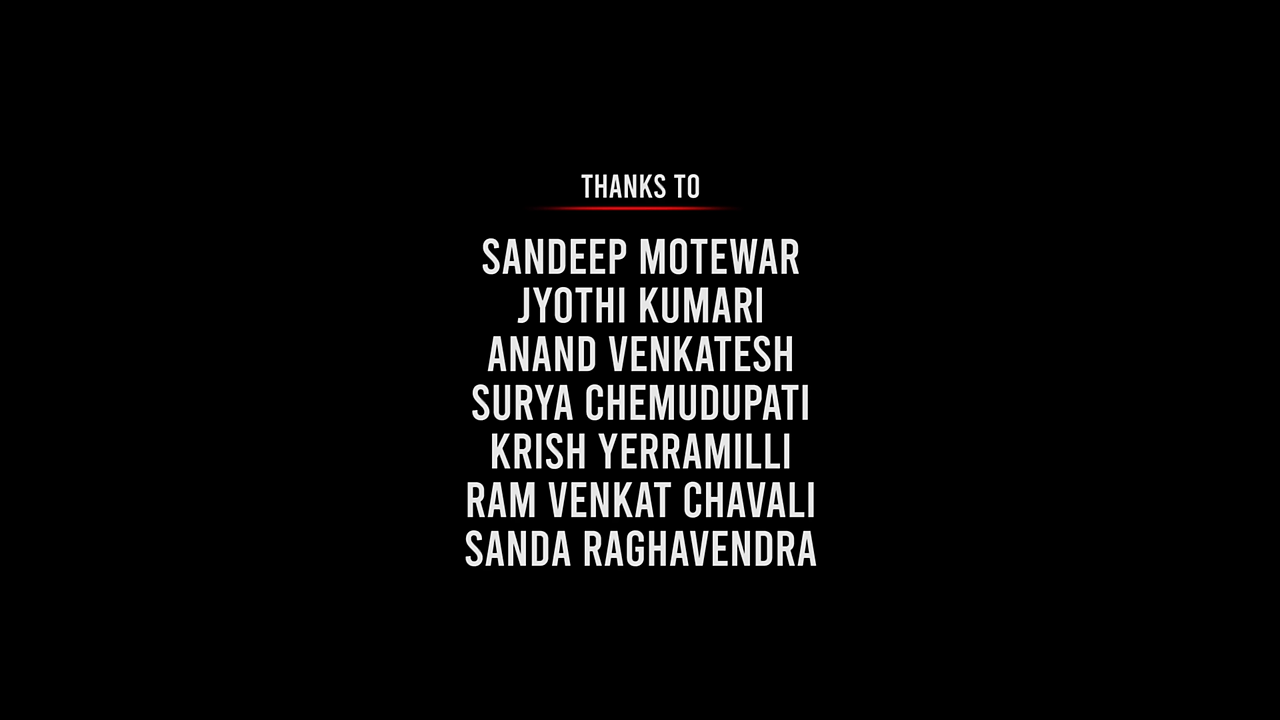 THANKS TO
SANDEEP MOTEWAR
JYOTHI KUMARI
ANAND VENKATESH
SURYA CHEMUDUPATI
KRISH YERRAMILLI
RAM VENKAT CHAVALI
SANDA RAGHAVENDRA